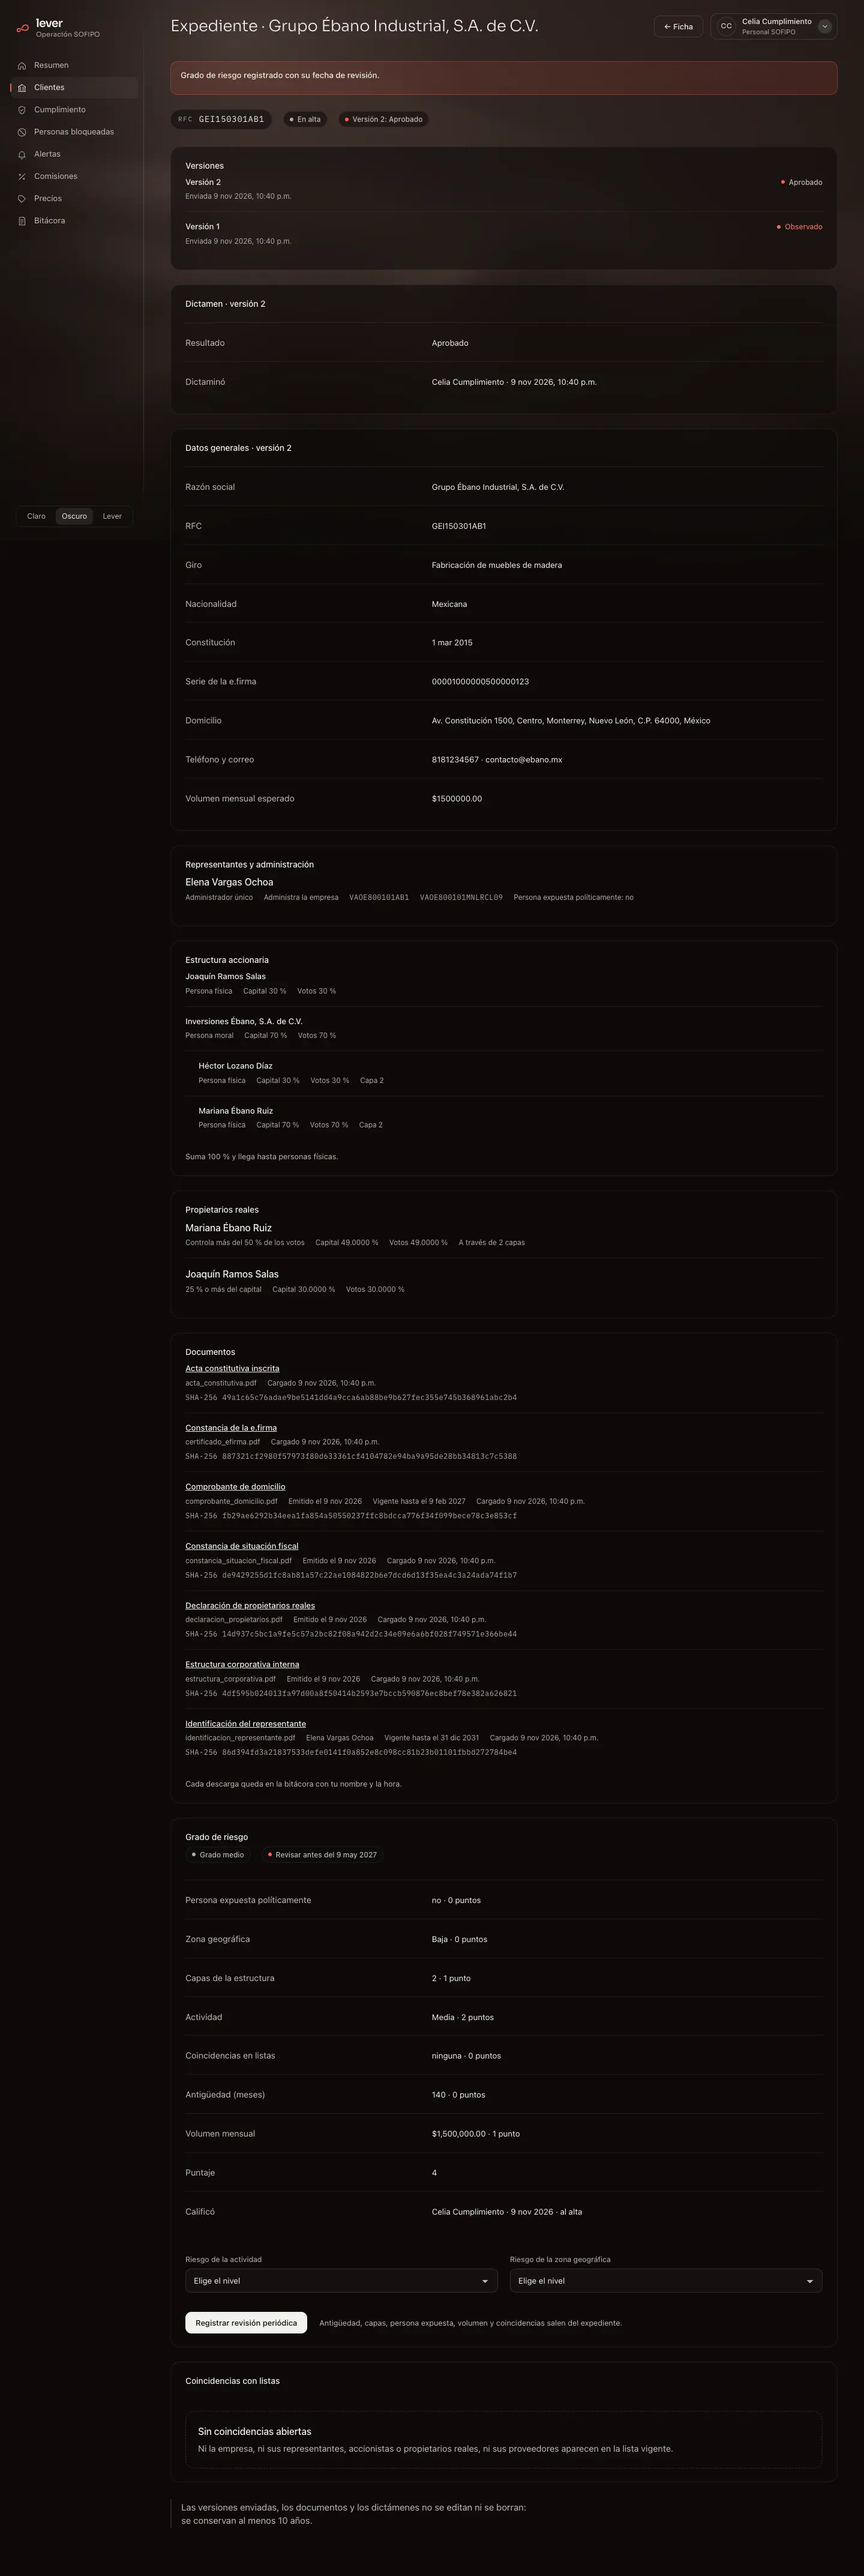 lever
Operación SOFIPO
Resumen
Clientes
Cumplimiento
Personas bloqueadas
Alertas
Comisiones
Precios
Bitácora
Claro Oscuro Lever
Expediente · Grupo Ébano Industrial, S.A. de C.V.
← Ficha
CC
Celia Cumplimiento
Personal SOFIPO
Grado de riesgo registrado con su fecha de revisión.
RFC GEI150301AB1
En alta
Versión 2: Aprobado
Versiones
Versión 2
Aprobado
Enviada 9 nov 2026, 10:40 p.m.
Versión 1
Observado
Enviada 9 nov 2026, 10:40 p.m.
Dictamen · versión 2
Resultado Aprobado
Dictaminó Celia Cumplimiento · 9 nov 2026, 10:40 p.m.
Datos generales · versión 2
Razón social Grupo Ébano Industrial, S.A. de C.V.
RFC GEI150301AB1
Giro Fabricación de muebles de madera
Nacionalidad Mexicana
Constitución 1 mar 2015
Serie de la e.firma 00001000000500000123
Domicilio Av. Constitución 1500, Centro, Monterrey, Nuevo León, C.P. 64000, México
Teléfono y correo 8181234567 · contacto@ebano.mx
Volumen mensual esperado $1500000.00
Representantes y administración
Elena Vargas Ochoa
Administrador único Administra la empresa VAOE800101AB1 VAOE800101MNLRCL09 Persona expuesta políticamente: no
Estructura accionaria
Joaquín Ramos Salas
Persona física Capital 30 % Votos 30 %
Inversiones Ébano, S.A. de C.V.
Persona moral Capital 70 % Votos 70 %
Héctor Lozano Díaz
Persona física Capital 30 % Votos 30 % Capa 2
Mariana Ébano Ruiz
Persona física Capital 70 % Votos 70 % Capa 2
Suma 100 % y llega hasta personas físicas.
Propietarios reales
Mariana Ébano Ruiz
Controla más del 50 % de los votos Capital 49.0000 % Votos 49.0000 % A través de 2 capas
Joaquín Ramos Salas
25 % o más del capital Capital 30.0000 % Votos 30.0000 %
Documentos
Acta constitutiva inscrita
acta_constitutiva.pdf Cargado 9 nov 2026, 10:40 p.m.
SHA-256 49a1c65c76adae9be5141dd4a9cca6ab88be9b627fec355e745b368961abc2b4
Constancia de la e.firma
certificado_efirma.pdf Cargado 9 nov 2026, 10:40 p.m.
SHA-256 887321cf2980f57973f80d633361cf4104782e94ba9a95de28bb34813c7c5388
Comprobante de domicilio
comprobante_domicilio.pdf Emitido el 9 nov 2026 Vigente hasta el 9 feb 2027 Cargado 9 nov 2026, 10:40 p.m.
SHA-256 fb29ae6292b34eea1fa854a50550237ffc8bdcca776f34f099bece78c3e853cf
Constancia de situación fiscal
constancia_situacion_fiscal.pdf Emitido el 9 nov 2026 Cargado 9 nov 2026, 10:40 p.m.
SHA-256 de9429255d1fc8ab81a57c22ae1084822b6e7dcd6d13f35ea4c3a24ada74f1b7
Declaración de propietarios reales
declaracion_propietarios.pdf Emitido el 9 nov 2026 Cargado 9 nov 2026, 10:40 p.m.
SHA-256 14d937c5bc1a9fe5c57a2bc82f08a942d2c34e09e6a6bf028f749571e366be44
Estructura corporativa interna
estructura_corporativa.pdf Emitido el 9 nov 2026 Cargado 9 nov 2026, 10:40 p.m.
SHA-256 4df595b024013fa97d00a8f50414b2593e7bccb590876ec8bef78e382a626821
Identificación del representante
identificacion_representante.pdf Elena Vargas Ochoa Vigente hasta el 31 dic 2031 Cargado 9 nov 2026, 10:40 p.m.
SHA-256 86d394fd3a21837533defe0141f0a852e8c098cc81b23b01101fbbd272784be4
Cada descarga queda en la bitácora con tu nombre y la hora.
Grado de riesgo
Grado medio
Revisar antes del 9 may 2027
Persona expuesta políticamente no · 0 puntos
Zona geográfica Baja · 0 puntos
Capas de la estructura 2 · 1 punto
Actividad Media · 2 puntos
Coincidencias en listas ninguna · 0 puntos
Antigüedad (meses) 140 · 0 puntos
Volumen mensual $1,500,000.00 · 1 punto
Puntaje 4
Calificó Celia Cumplimiento · 9 nov 2026 · al alta
Riesgo de la actividad Riesgo de la zona geográfica
Elige el nivel Elige el nivel
Registrar revisión periódica Antigüedad, capas, persona expuesta, volumen y coincidencias salen del expediente.
Coincidencias con listas
Sin coincidencias abiertas
Ni la empresa, ni sus representantes, accionistas o propietarios reales, ni sus proveedores aparecen en la lista vigente.
Las versiones enviadas, los documentos y los dictámenes no se editan ni se borran:
se conservan al menos 10 años.